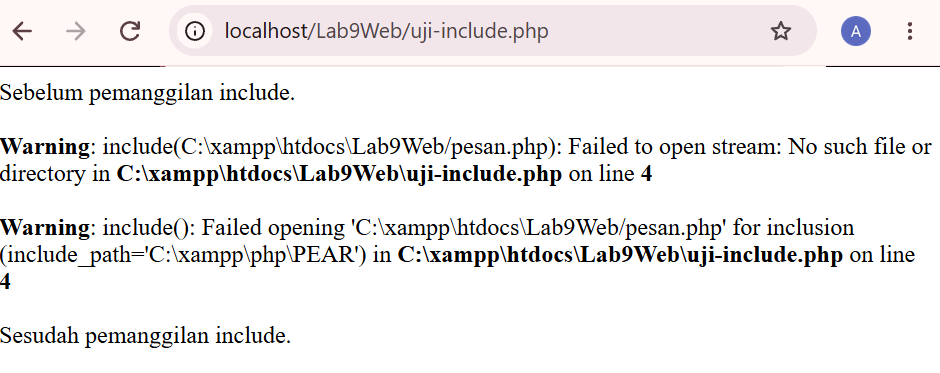 localhost/Lab9Web/uji-include.php
A
Sebelum pemanggilan include.
Warning: include(C:\xampp\htdocs\Lab9Web/pesan.php): Failed to open stream: No such file or
directory in C:\xampp\htdocs\Lab9Web\uji-include.php on line 4
Warning: include(): Failed opening 'C:\xampp\htdocs\Lab9Web/pesan.php' for inclusion
(include_path='C:\xampp\php\PEAR') in C:\xampp\htdocs\Lab9Web\uji-include.php on line
4
Sesudah pemanggilan include.